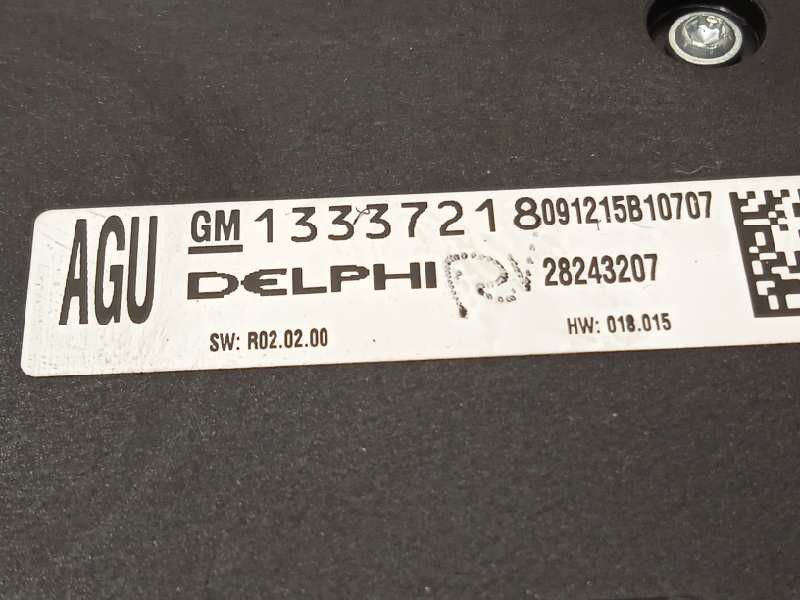 AGU
GM 13337218 091215B10707
DELPHI 28243207
SW: R02.02.00 HW: 018.015